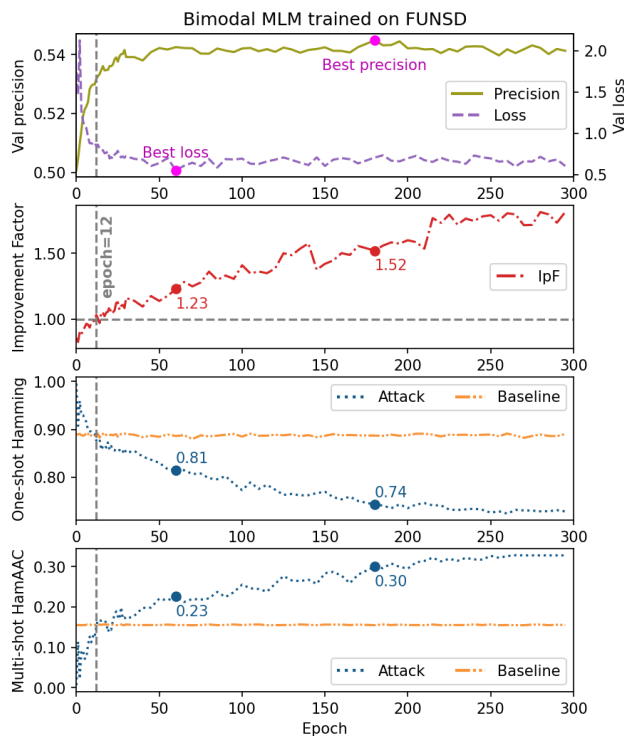 Bimodal MLM trained on FUNSD
Val precision
0.54
0.52
0.50
2.0
1.5
1.0
0.5
Val loss
Best precision
Best loss
Precision
Loss
0 50 100 150 200 250 300
Improvement Factor
1.50
1.00
epoch=12
1.23
1.52
IpF
0 50 100 150 200 250 300
One-shot Hamming
1.00
0.90
0.80
Attack Baseline
0.81
0.74
0 50 100 150 200 250 300
Multi-shot HamAAC
0.30
0.20
0.10
0.00
0.23
0.30
Attack Baseline
0 50 100 150 200 250 300
Epoch